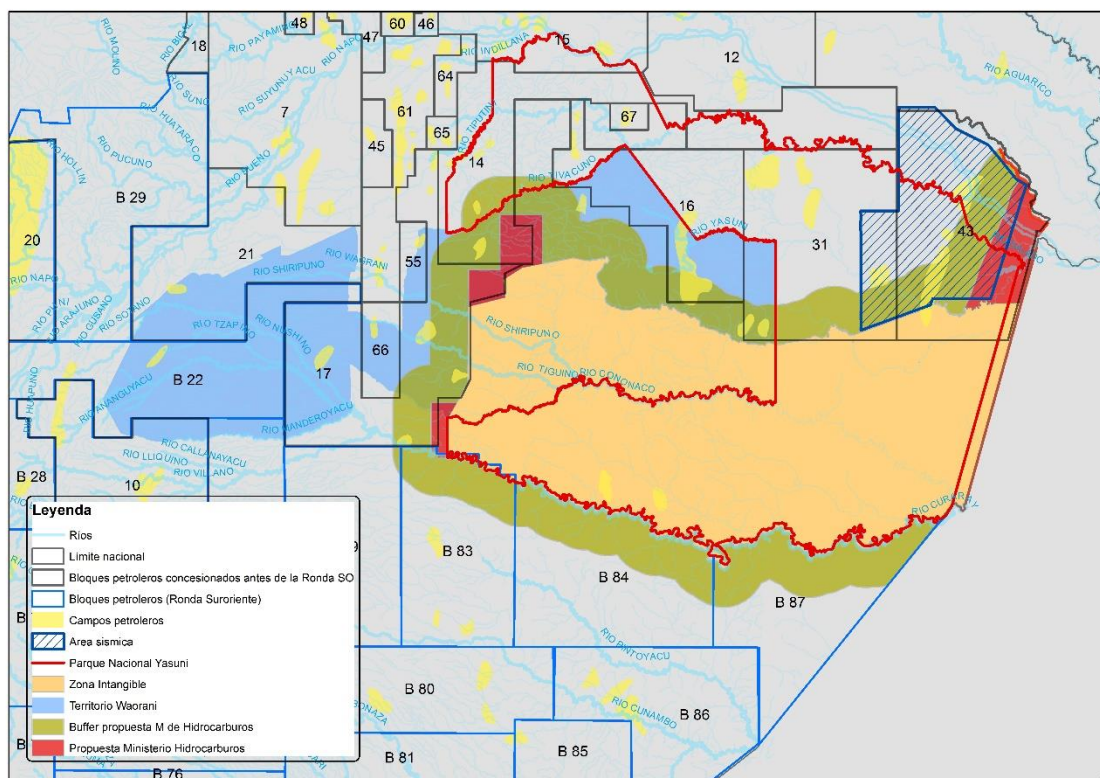 48
60
46
47
15
12
18
RIO MOLINO
RIO BIGAL
RIO PAYAMINO
RIO NAPO
RIO INDILLANA
RIO AGUARICO
RIO SUNO
RIO SUYUNUYACU
7
64
61
65
67
RIO HUATARACO
RIO HOLLIN
RIO PUCUNO
RIO BUENO
45
RIO TIPUTINI
14
RIO TIVACUNO
B 29
20
16
RIO YASUNI
31
43
21
RIO WAGRANI
55
RIO SHIRIPUNO
RIO NAPO
RIO ARAJUNO
RIO GUSANO
RIO SOTANO
RIO TZAPINO
RIO NUSHINO
RIO SHIRIPUNO
66
17
RIO TIGUINO
RIO CONONACO
B 22
RIO ANANGUYACU
RIO MANDEROYACU
RIO HUAPUNO
RIO CALLANAYACU
RIO LLIQUINO
RIO VILLANO
B 28
10
RIO CURARAY
Leyenda
Ríos
Limite nacional
Bloques petroleros concesionados antes de la Ronda SO
Bloques petroleros (Ronda Suroriente)
Campos petroleros
Area sismica
Parque Nacional Yasuni
Zona Intangible
Territorio Waorani
Buffer propuesta M de Hidrocarburos
Propuesta Ministerio Hidrocarburos
B 83
B 84
B 87
RIO PINTOYACU
B 80
RIO CUNAMBO
B 86
B 81
B 85
B 76